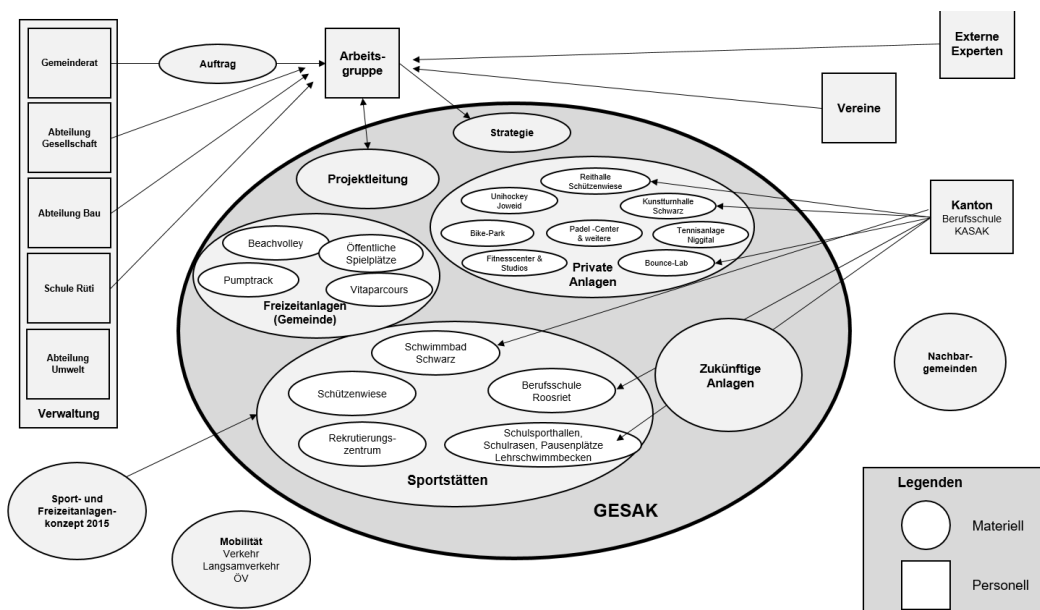 Gemeinderat
Abteilung
Gesellschaft
Abteilung Bau
Schule Rüti
Abteilung
Umwelt
Verwaltung
Auftrag
Arbeits-
gruppe
Externe
Experten
Vereine
Kanton
Berufsschule
KASAK
Nachbar-
gemeinden
Strategie
Projektleitung
Reithalle
Schützenwiese
Unihockey
Joweid
Kunstturnhalle
Schwarz
Bike-Park
Padel -Center
& weitere
Tennisanlage
Niggital
Fitnesscenter &
Studios
Bounce-Lab
Private
Anlagen
Beachvolley
Öffentliche
Spielplätze
Pumptrack
Vitaparcours
Freizeitanlagen
(Gemeinde)
Schwimmbad
Schwarz
Schützenwiese
Berufsschule
Roosriet
Rekrutierungs-
zentrum
Schulsporthallen,
Schulrasen, Pausenplätze
Lehrschwimmbecken
Sportstätten
Zukünftige
Anlagen
GESAK
Sport- und
Freizeitanlagen-
konzept 2015
Mobilität
Verkehr
Langsamverkehr
ÖV
Legenden
Materiell
Personell